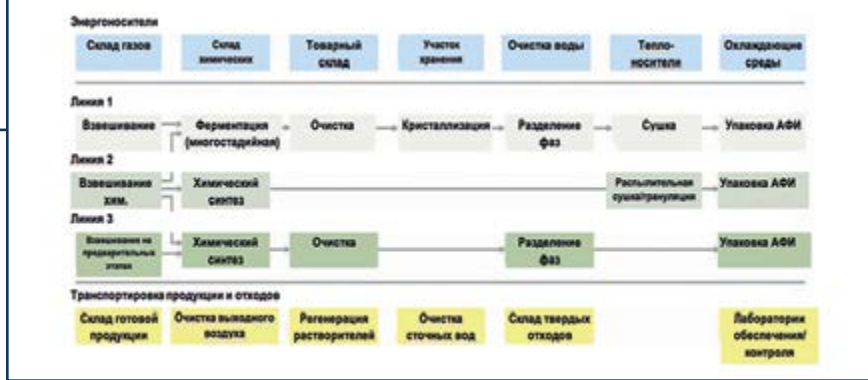 Энергоносители
Склад газов
Склад
химических
Товарный
склад
Участок
хранения
Очистка воды
Тепло-
носители
Охлаждающие
среды
Линия 1
Взвешивание
Ферментация
(многостадийная)
Очистка
Кристаллизация
Разделение
фаз
Сушка
Упаковка АФИ
Линия 2
Взвешивание
хим.
Химический
синтез
Распылительная
сушка/грануляция
Упаковка АФИ
Линия 3
Взвешивание на
предварительных
этапах
Химический
синтез
Очистка
Разделение
фаз
Упаковка АФИ
Транспортировка продукции и отходов
Склад готовой
продукции
Очистка выходного
воздуха
Регенерация
растворителей
Очистка
сточных вод
Склад твердых
отходов
Лаборатории
обеспечения/
контроля